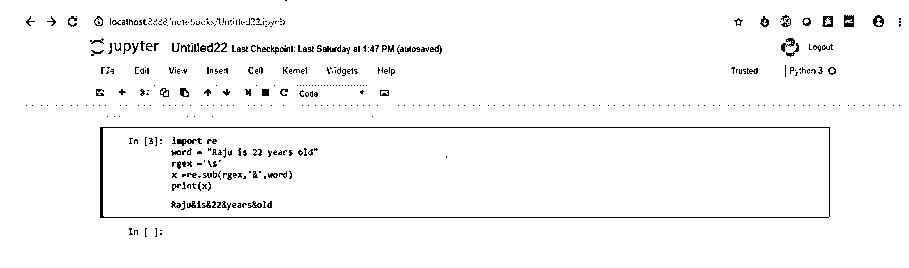 localhost:8888/notebooks/Untitled22.ipynb
jupyter Untitled22 Last Checkpoint: Last Saturday at 1:47 PM (autosaved)
Logout
File Edit View Insert Cell Kernel Widgets Help
Trusted Python 3
Code
In [3]: import re
word = "Raju is 22 years old"
rgex ='\s'
x =re.sub(rgex,'&',word)
print(x)
Raju&is&22&years&old
In [ ]: